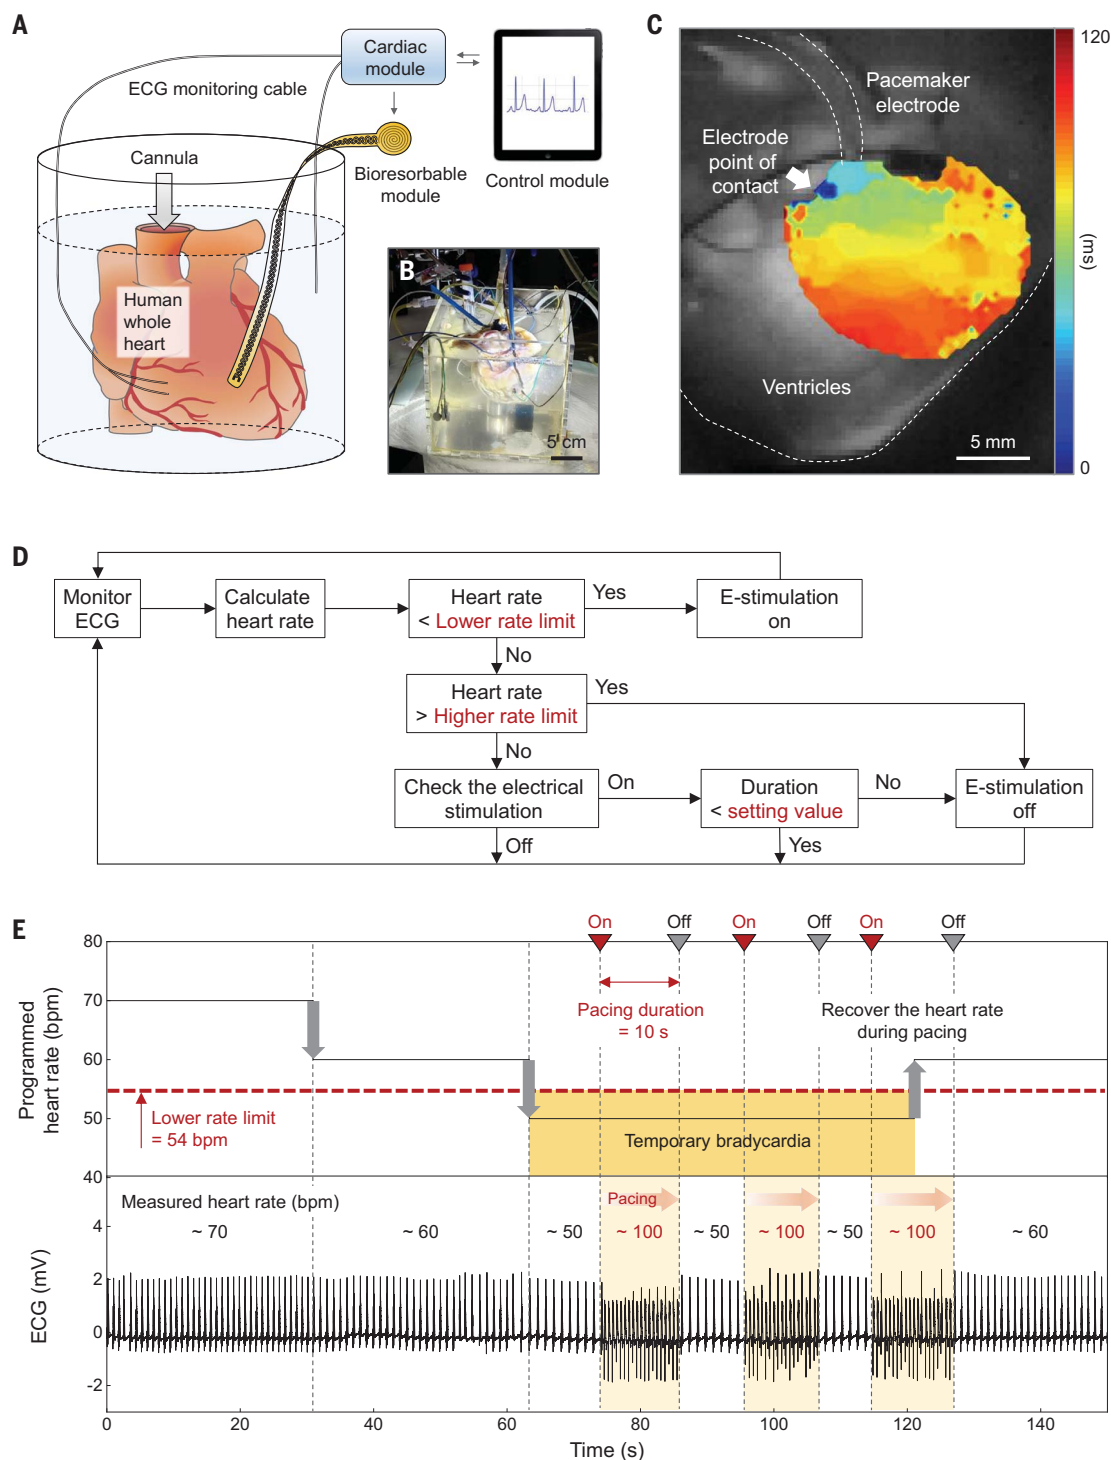 A
Cardiac
module
ECG monitoring cable
Cannula
Bioresorbable
module
Control module
Human
whole
heart
B
5 cm
C
120
Pacemaker
electrode
Electrode
point of
contact
(ms)
Ventricles
5 mm
0
D
Monitor
ECG
Calculate
heart rate
Heart rate
< Lower rate limit
Yes
E-stimulation
on
No
Heart rate
> Higher rate limit
Yes
No
Check the electrical
stimulation
On
Duration
< setting value
No
E-stimulation
off
Off
Yes
E
On
Off
On
Off
On
Off
80
70
60
50
40
Programmed
heart rate (bpm)
Pacing duration
= 10 s
Recover the heart rate
during pacing
Lower rate limit
= 54 bpm
Temporary bradycardia
Measured heart rate (bpm)
Pacing
~ 70
~ 60
~ 50
~ 100
~ 50
~ 100
~ 50
~ 100
~ 60
4
2
0
-2
ECG (mV)
0
20
40
60
80
100
120
140
Time (s)